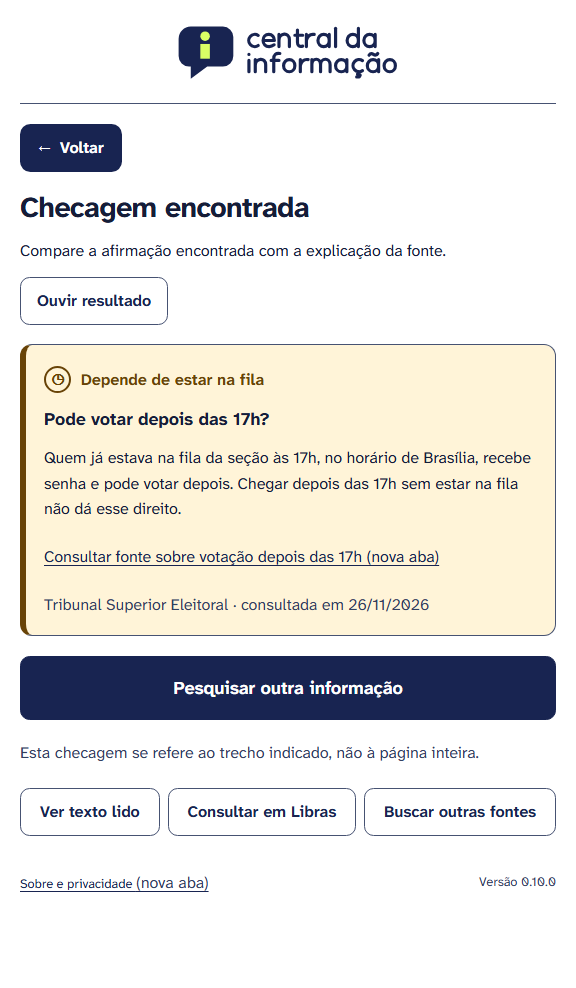 central da
informação
← Voltar
Checagem encontrada
Compare a afirmação encontrada com a explicação da fonte.
Ouvir resultado
Depende de estar na fila
Pode votar depois das 17h?
Quem já estava na fila da seção às 17h, no horário de Brasília, recebe
senha e pode votar depois. Chegar depois das 17h sem estar na fila
não dá esse direito.
Consultar fonte sobre votação depois das 17h (nova aba)
Tribunal Superior Eleitoral · consultada em 26/11/2026
Pesquisar outra informação
Esta checagem se refere ao trecho indicado, não à página inteira.
Ver texto lido
Consultar em Libras
Buscar outras fontes
Sobre e privacidade (nova aba)
Versão 0.10.0